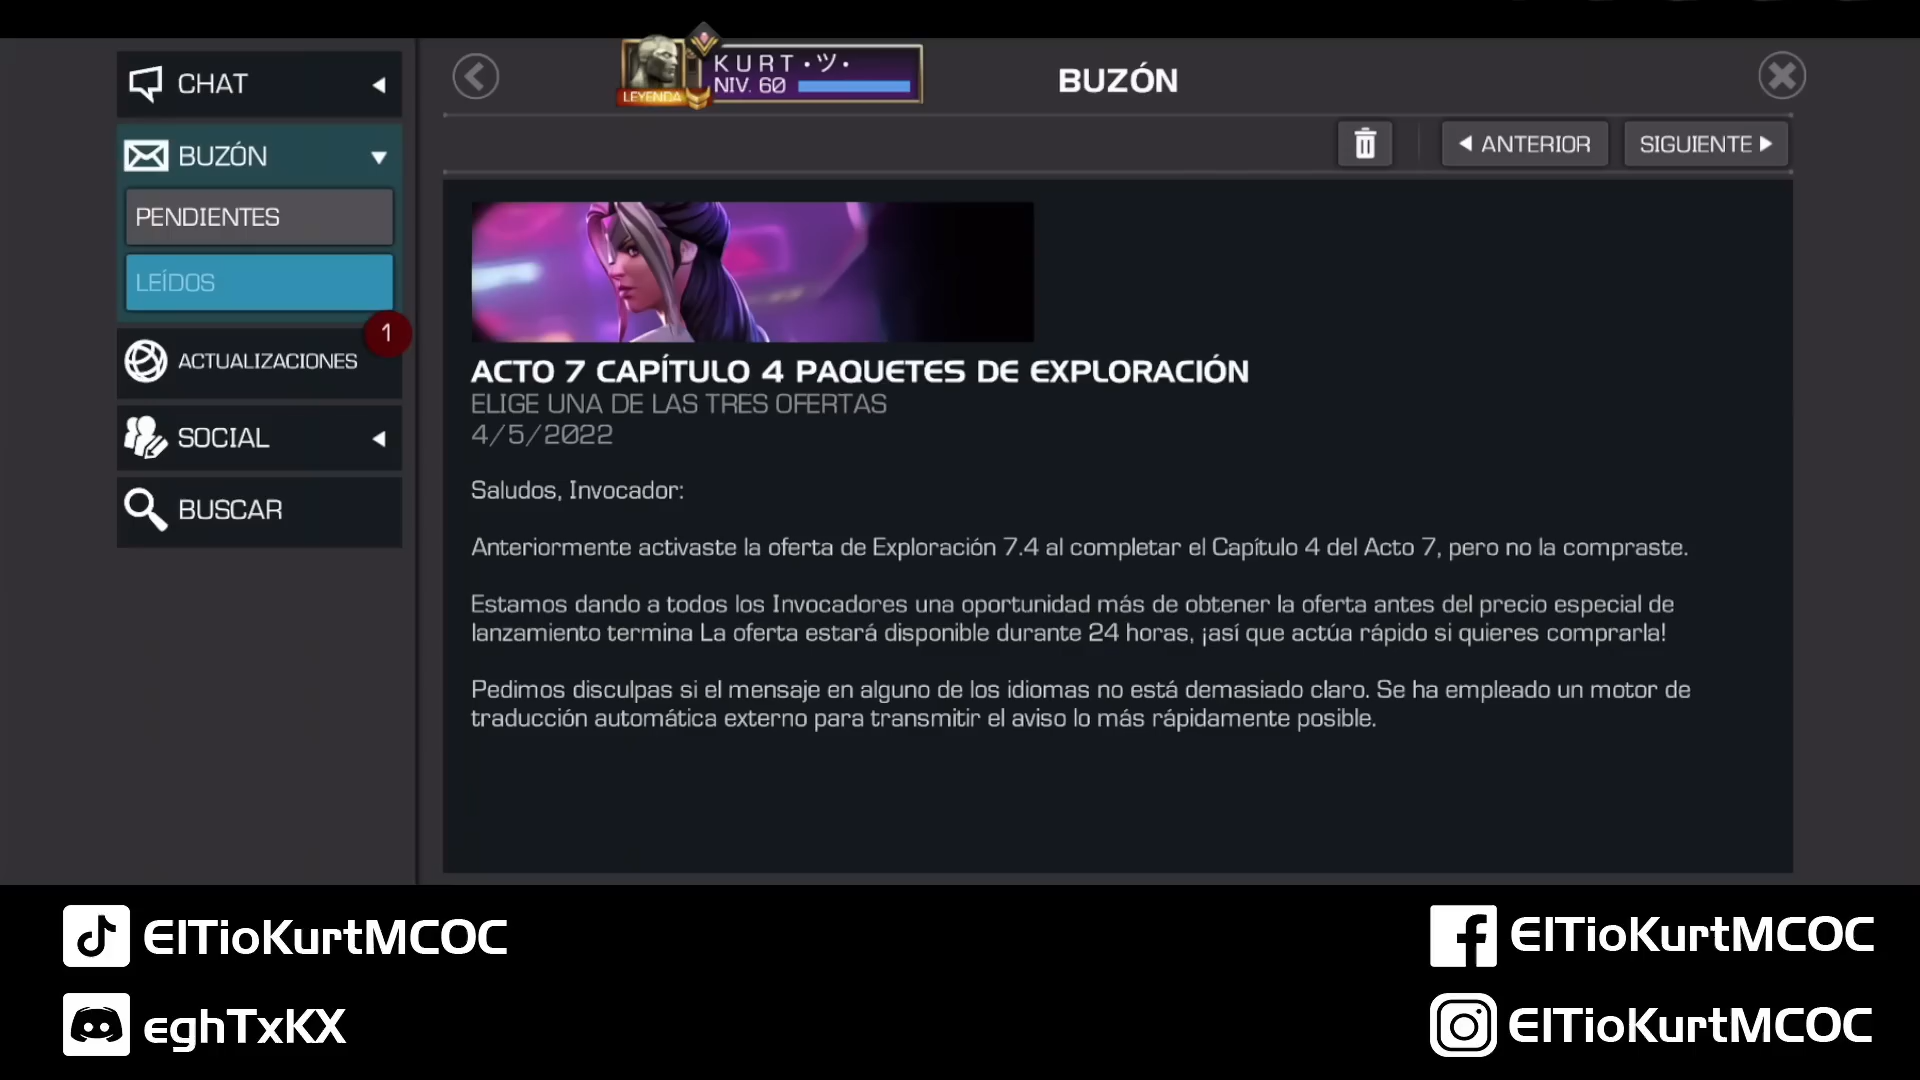 CHAT
BUZÓN
PENDIENTES
LEÍDOS
1
ACTUALIZACIONES
SOCIAL
BUSCAR
KURT•ツ•
LEYENDA
NIV. 60
BUZÓN
ANTERIOR
SIGUIENTE
ACTO 7 CAPÍTULO 4 PAQUETES DE EXPLORACIÓN
ELIGE UNA DE LAS TRES OFERTAS
4/5/2022
Saludos, Invocador:
Anteriormente activaste la oferta de Exploración 7.4 al completar el Capítulo 4 del Acto 7, pero no la compraste.
Estamos dando a todos los Invocadores una oportunidad más de obtener la oferta antes del precio especial de
lanzamiento termina La oferta estará disponible durante 24 horas, ¡así que actúa rápido si quieres comprarla!
Pedimos disculpas si el mensaje en alguno de los idiomas no está demasiado claro. Se ha empleado un motor de
traducción automática externo para transmitir el aviso lo más rápidamente posible.
ElTioKurtMCOC
eghTxKX
ElTioKurtMCOC
ElTioKurtMCOC